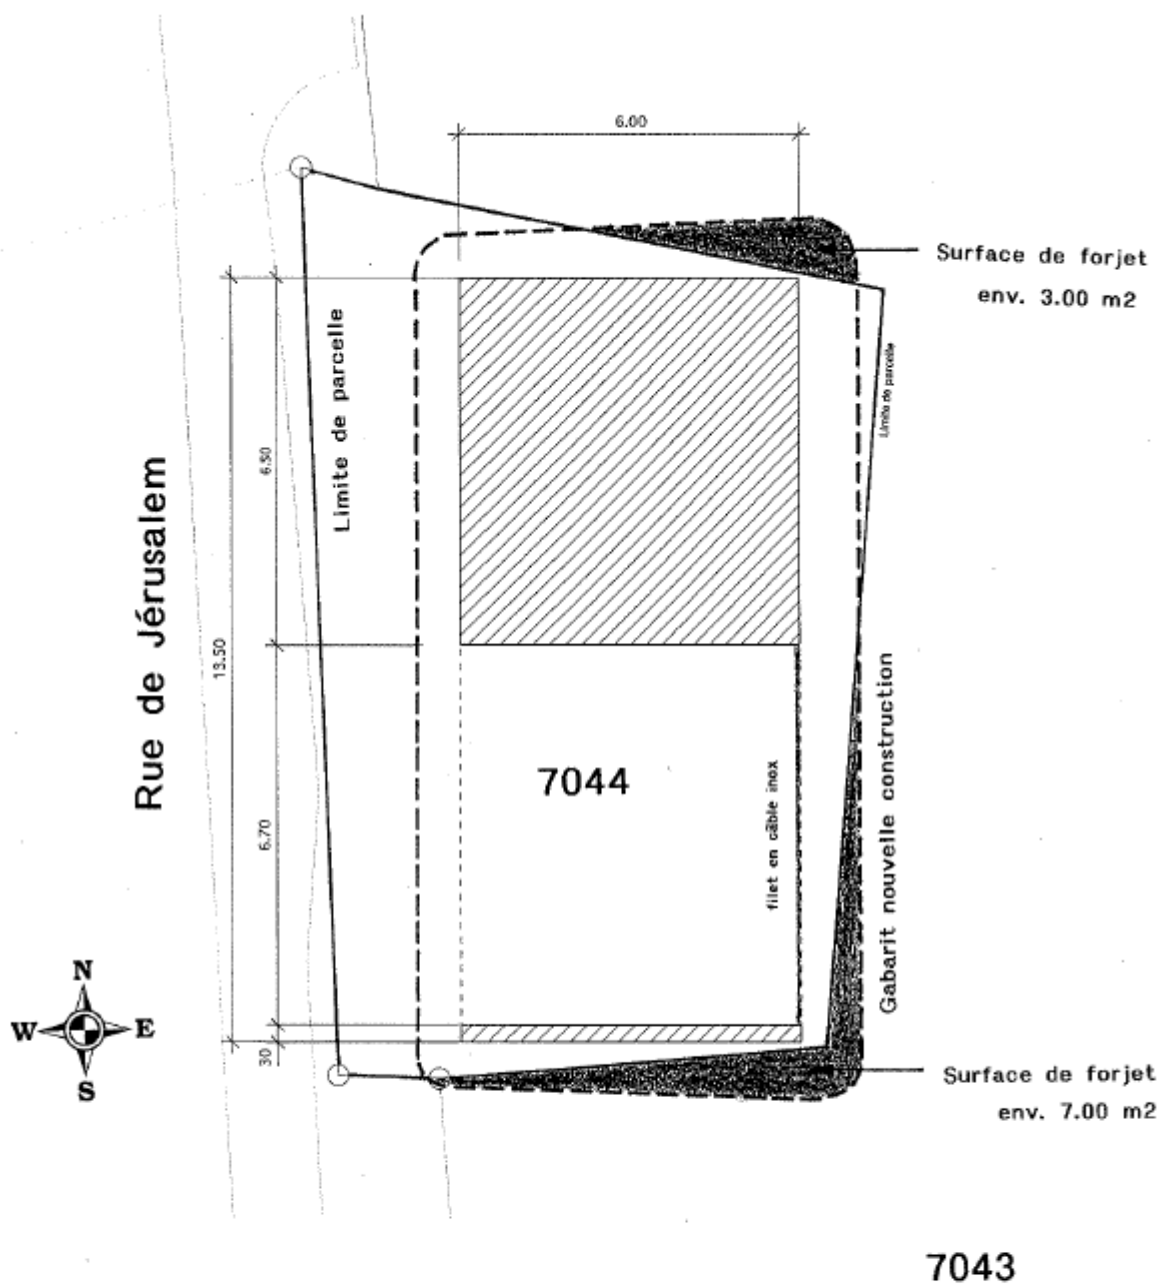 6.00
Surface de forjet
env. 3.00 m2
Limite de parcelle
Limite de parcelle
6.50
Rue de Jérusalem
13.50
Gabarit nouvelle construction
7044
filet en câble inox
6.70
N
W E
S
30
Surface de forjet
env. 7.00 m2
7043